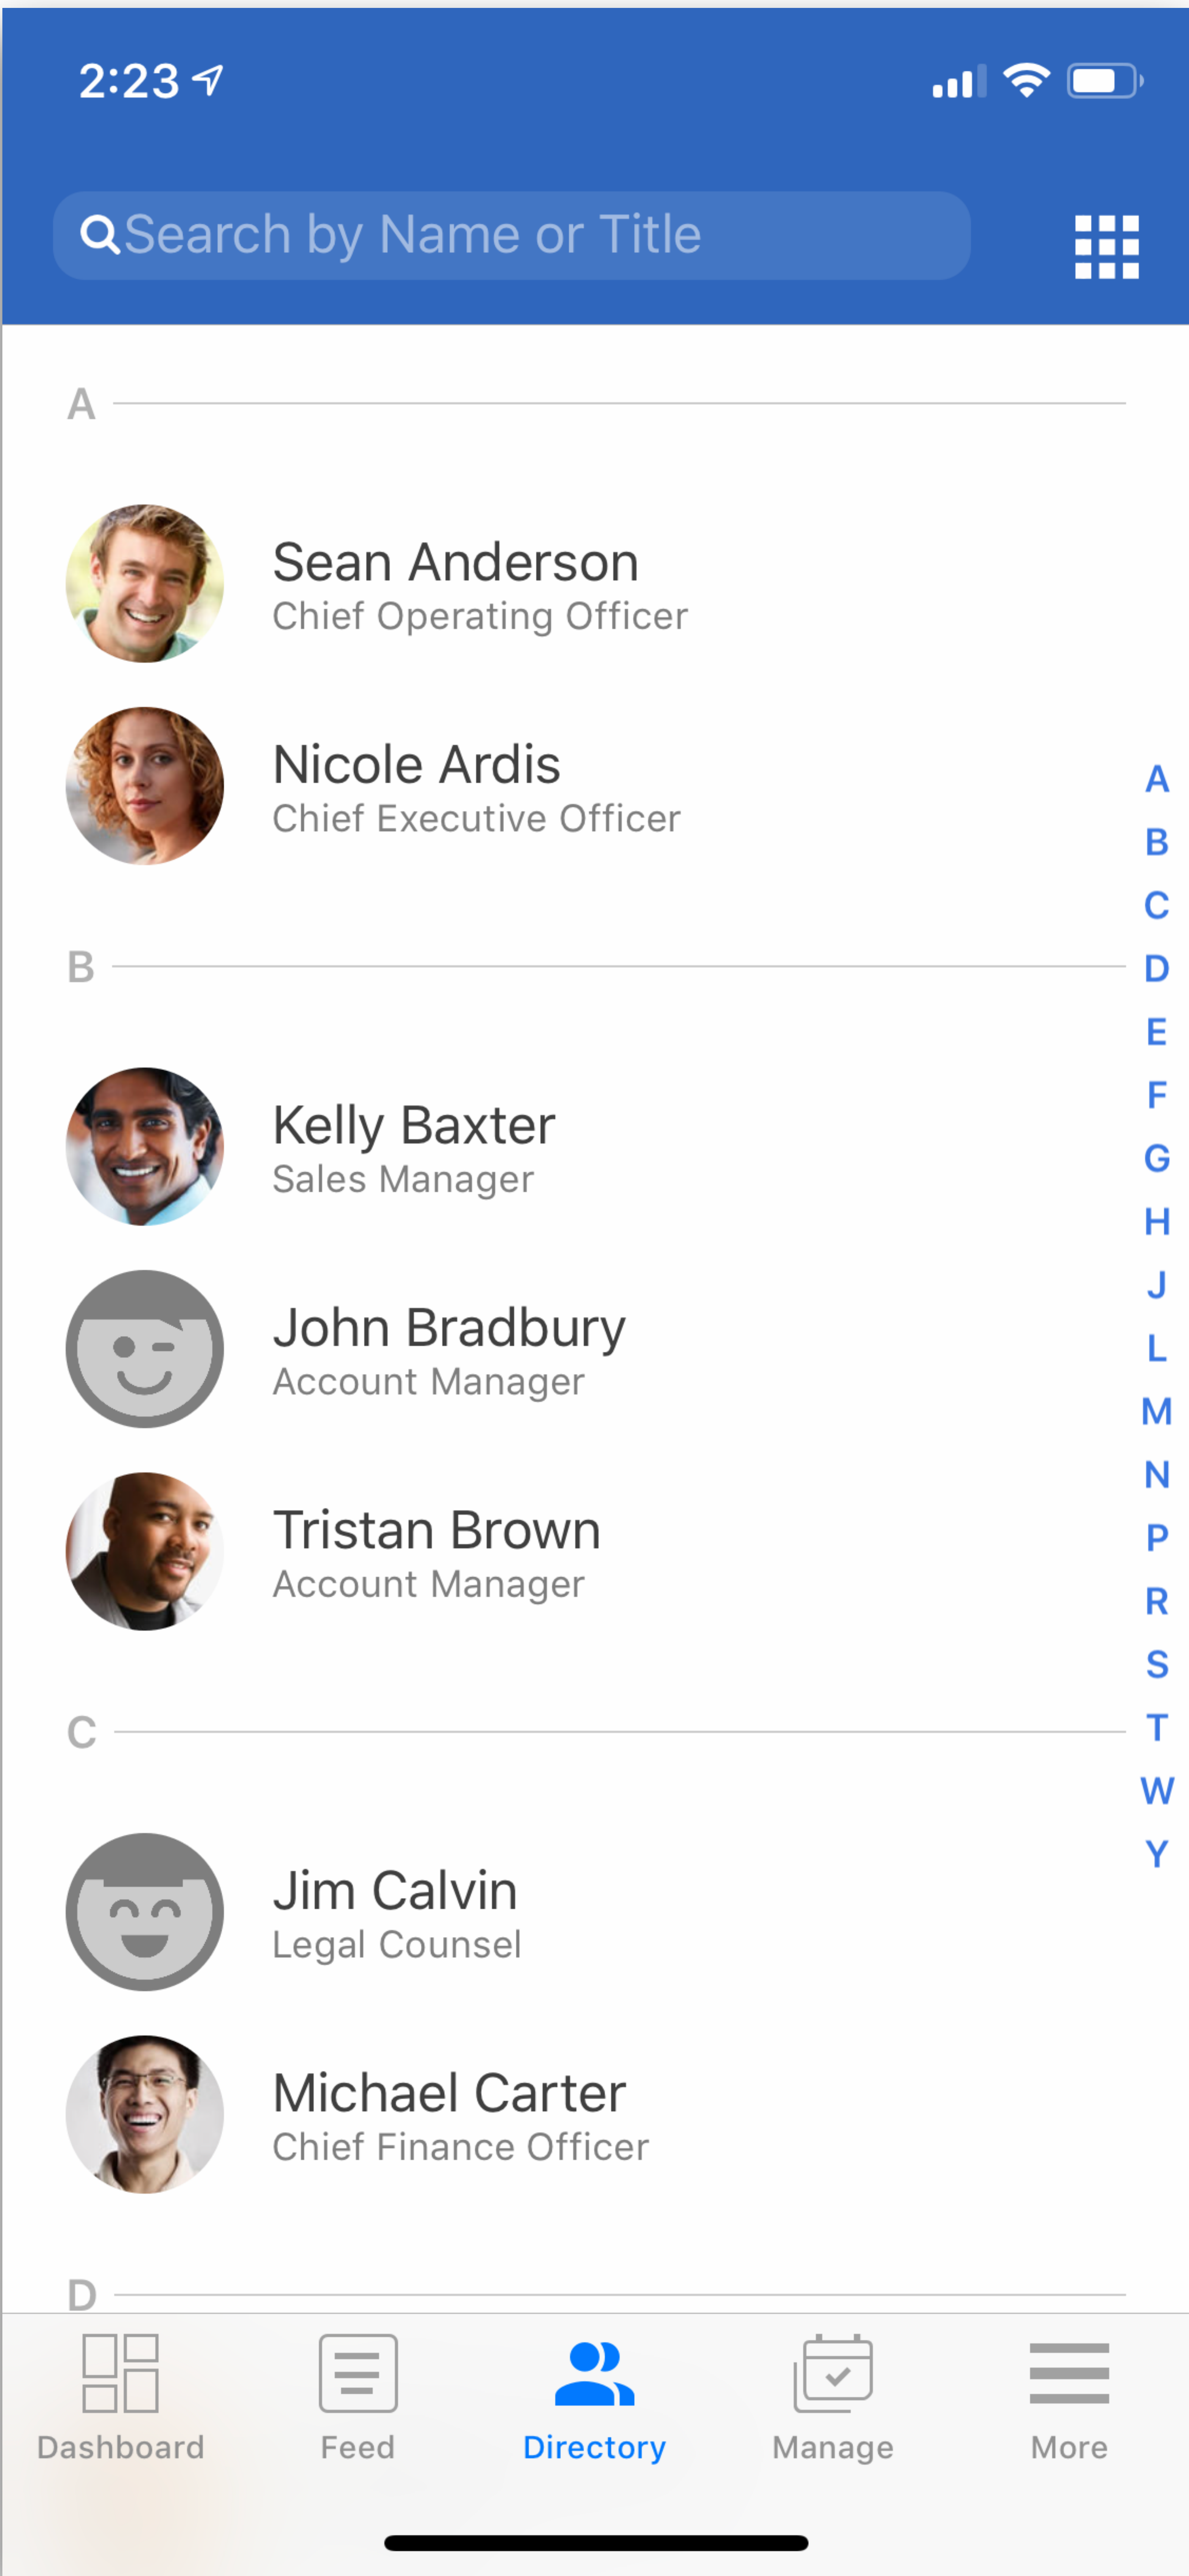 2:23
Search by Name or Title
A
Sean Anderson
Chief Operating Officer
Nicole Ardis
Chief Executive Officer
B
Kelly Baxter
Sales Manager
John Bradbury
Account Manager
Tristan Brown
Account Manager
C
Jim Calvin
Legal Counsel
Michael Carter
Chief Finance Officer
D
A
B
C
D
E
F
G
H
J
L
M
N
P
R
S
T
W
Y
Dashboard
Feed
Directory
Manage
More